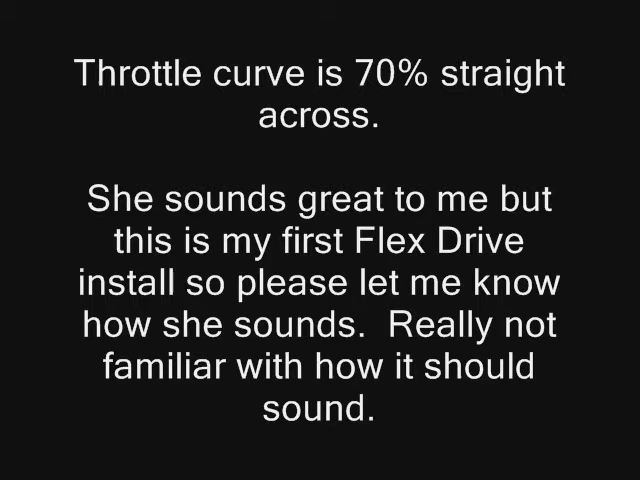 Throttle curve is 70% straight
across.
She sounds great to me but
this is my first Flex Drive
install so please let me know
how she sounds.  Really not
familiar with how it should
sound.